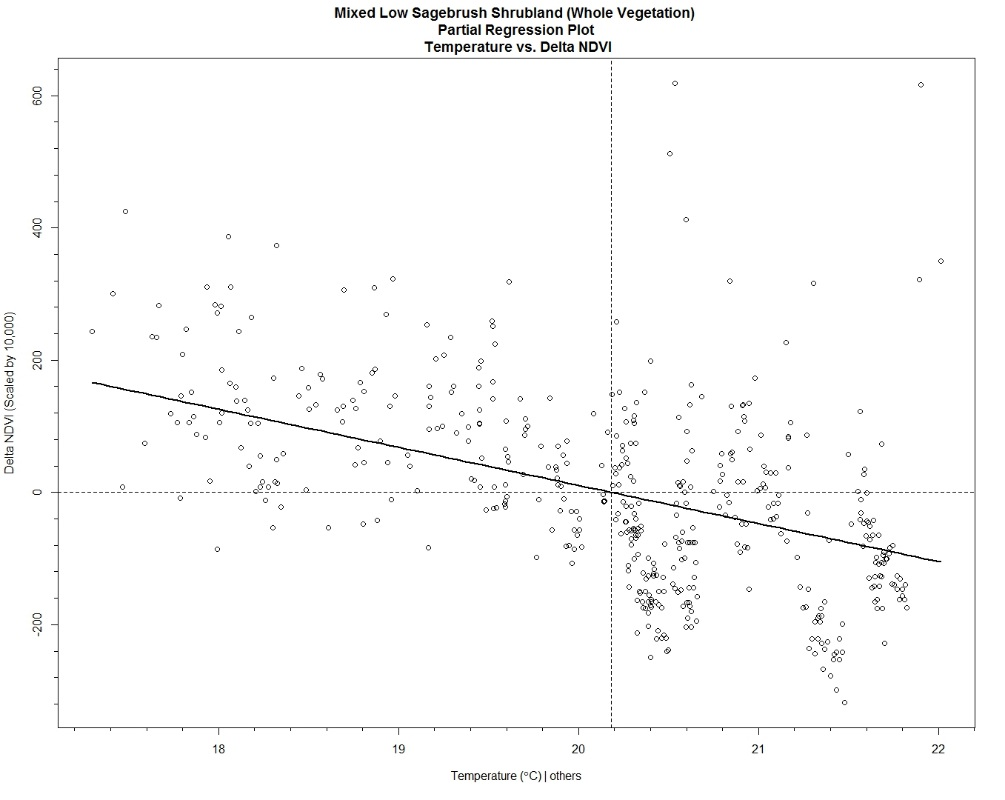 Mixed Low Sagebrush Shrubland (Whole Vegetation)
Partial Regression Plot
Temperature vs. Delta NDVI
600
400
200
0
-200
Delta NDVI (Scaled by 10,000)
18 19 20 21 22
Temperature (°C) | others